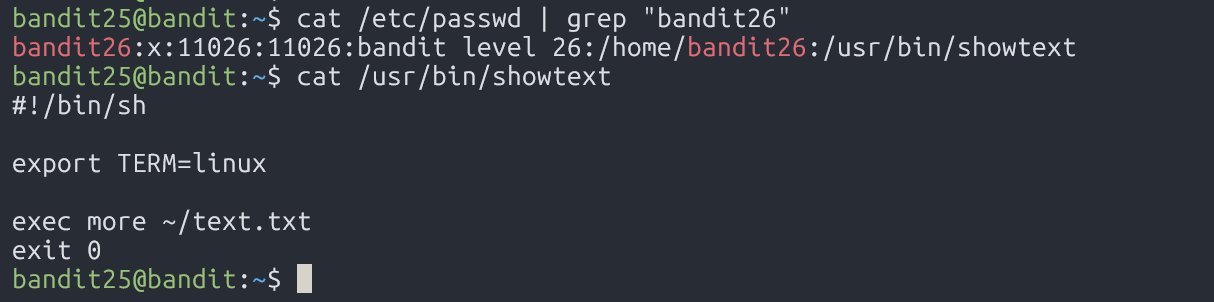 bandit25@bandit:~$ cat /etc/passwd | grep "bandit26"
bandit26:x:11026:11026:bandit level 26:/home/bandit26:/usr/bin/showtext
bandit25@bandit:~$ cat /usr/bin/showtext
#!/bin/sh

export TERM=linux

exec more ~/text.txt
exit 0
bandit25@bandit:~$